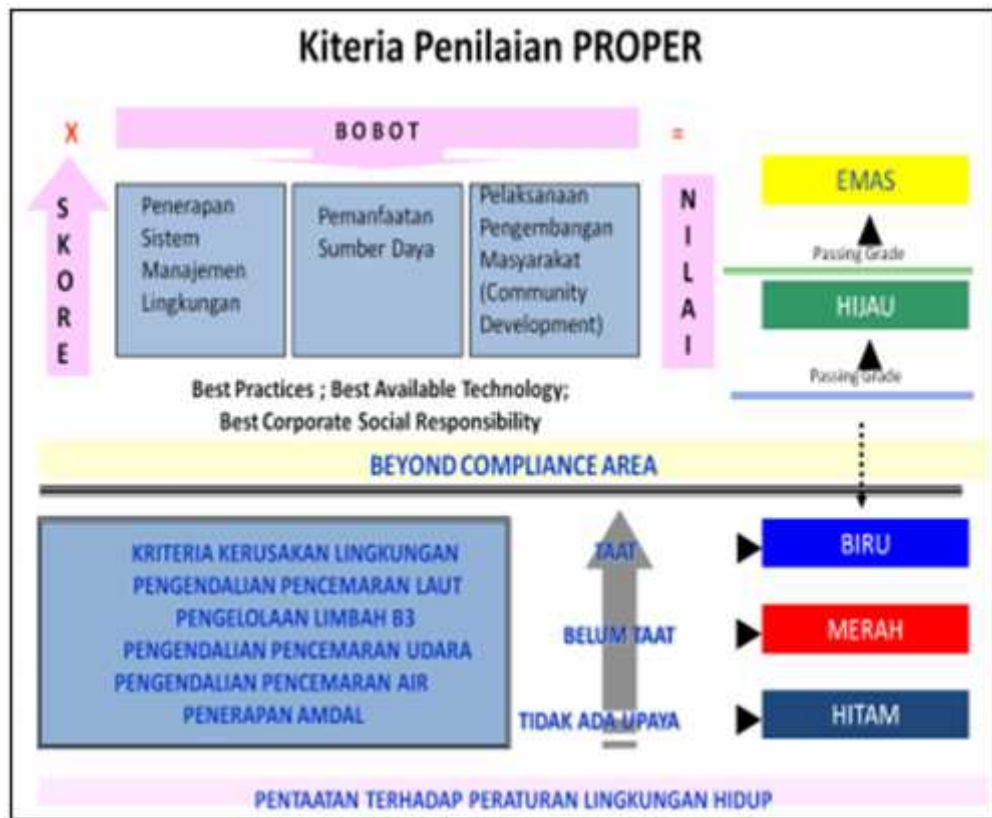 Kiteria Penilaian PROPER
X
BOBOT
=
SKORE
Penerapan
Sistem
Manajemen
Lingkungan
Pemanfaatan
Sumber Daya
Pelaksanaan
Pengembangan
Masyarakat
(Community
Development)
NILAI
EMAS
Passing Grade
HIJAU
Passing Grade
Best Practices ; Best Available Technology;
Best Corporate Social Responsibility
BEYOND COMPLIANCE AREA
KRITERIA KERUSAKAN LINGKUNGAN
PENGENDALIAN PENCEMARAN LAUT
PENGELOLAAN LIMBAH B3
PENGENDALIAN PENCEMARAN UDARA
PENGENDALIAN PENCEMARAN AIR
PENERAPAN AMDAL
TAAT
BIRU
BELUM TAAT
MERAH
TIDAK ADA UPAYA
HITAM
PENTAATAN TERHADAP PERATURAN LINGKUNGAN HIDUP